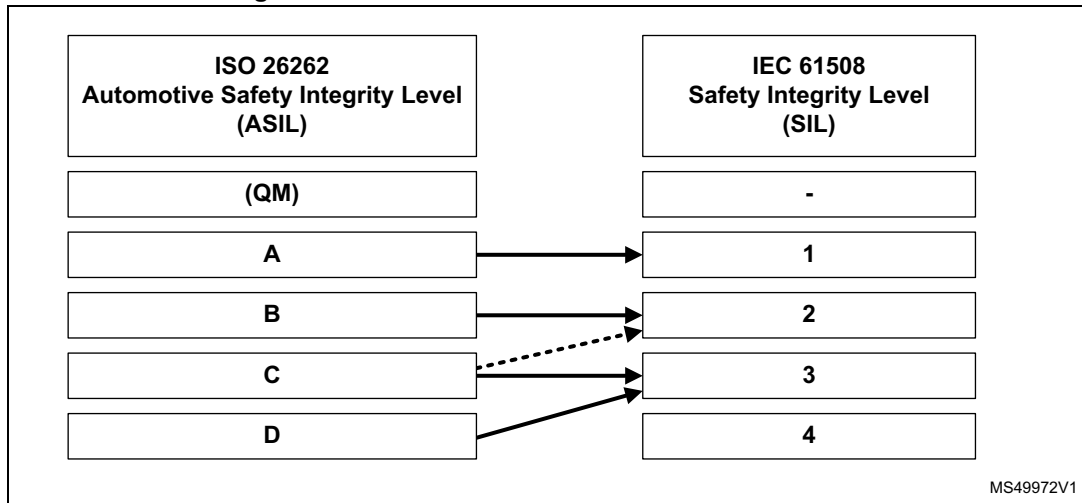 ISO 26262
Automotive Safety Integrity Level
(ASIL)
IEC 61508
Safety Integrity Level
(SIL)
(QM)
-
A
1
B
2
C
3
D
4
MS49972V1